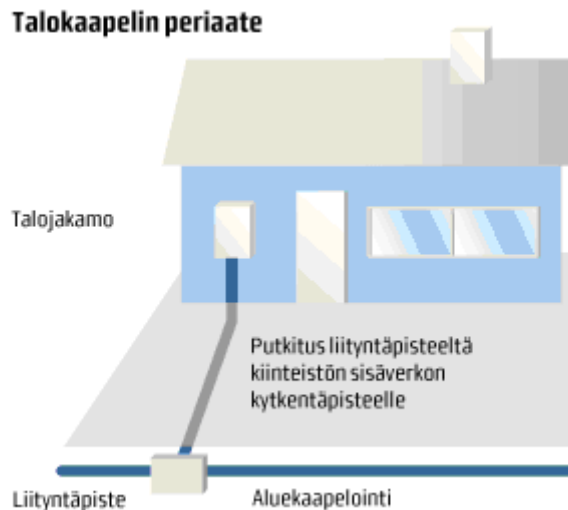 Talokaapelin periaate
Talojakamo
Putkitus liityntäpisteeltä
kiinteistön sisäverkon
kytkentäpisteelle
Liityntäpiste
Aluekaapelointi